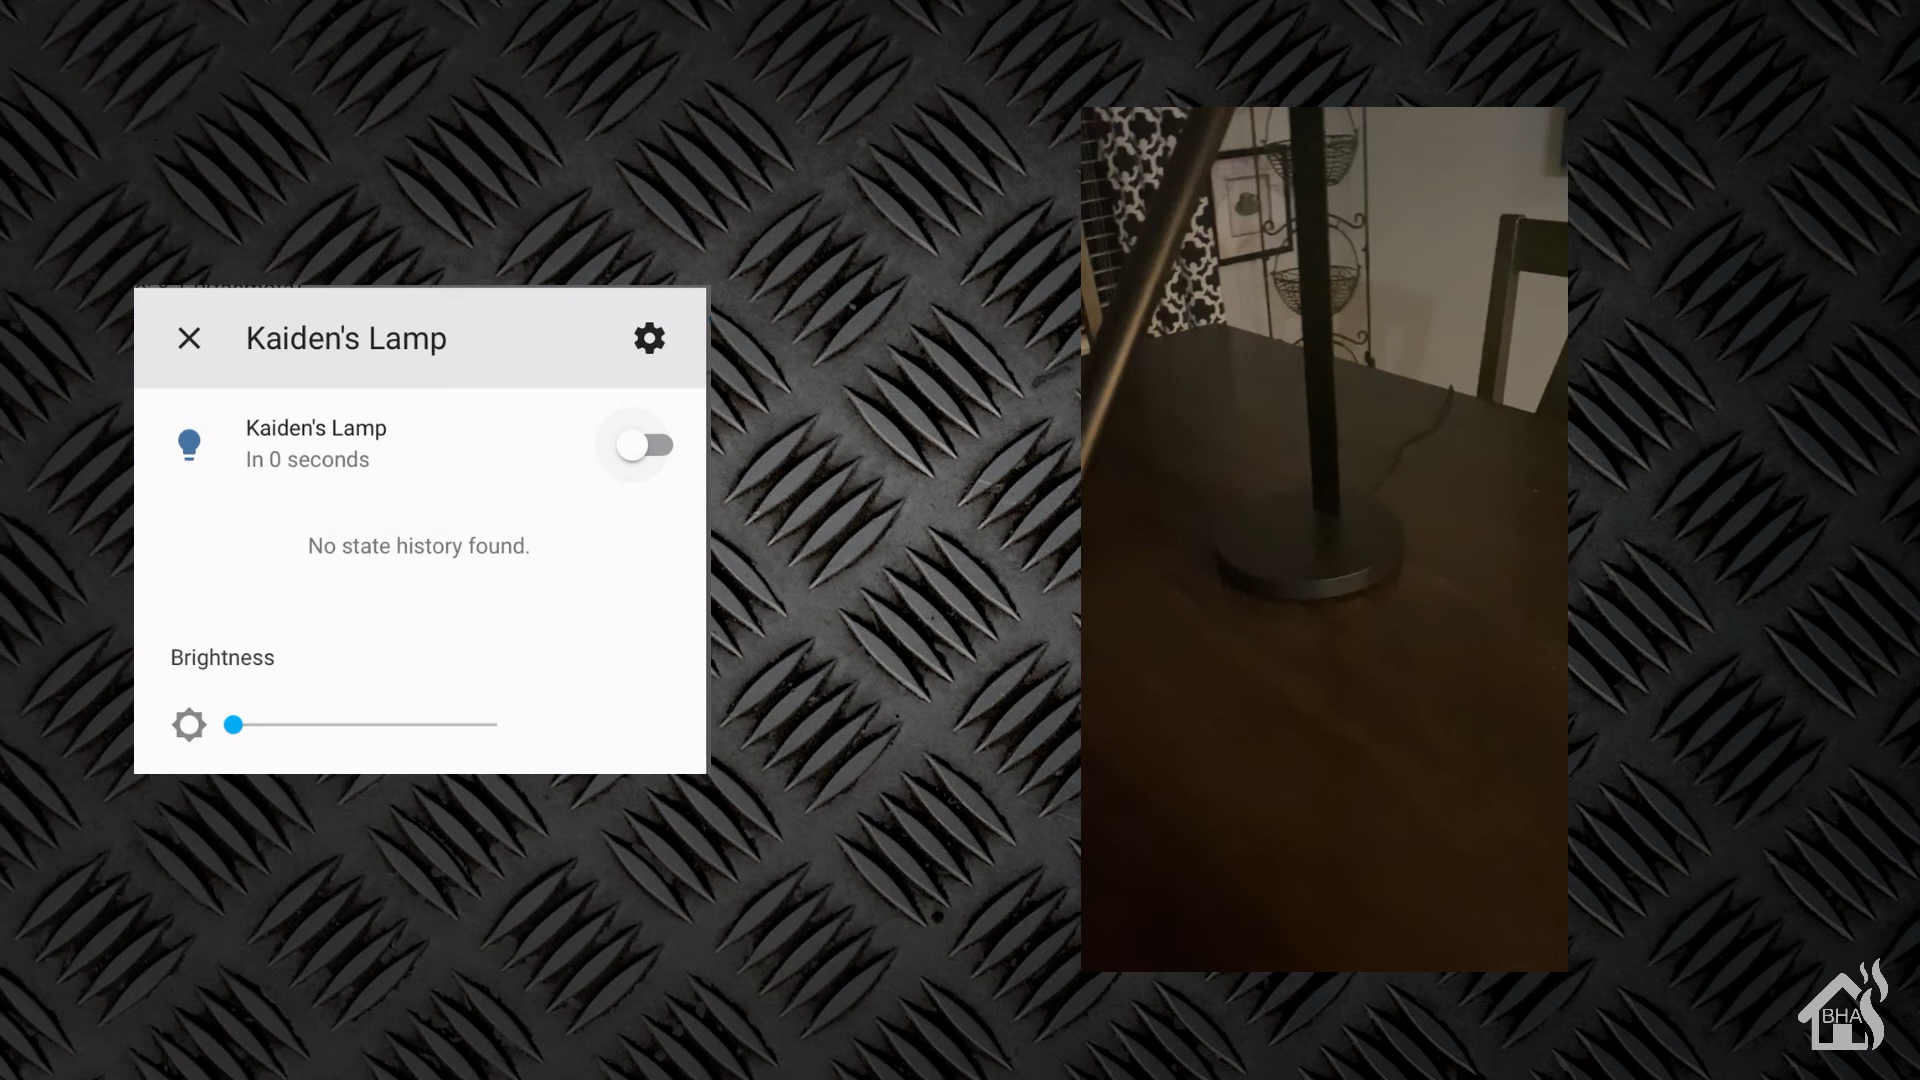 Kaiden's Lamp
Kaiden's Lamp
In 0 seconds
No state history found.
Brightness
BHA